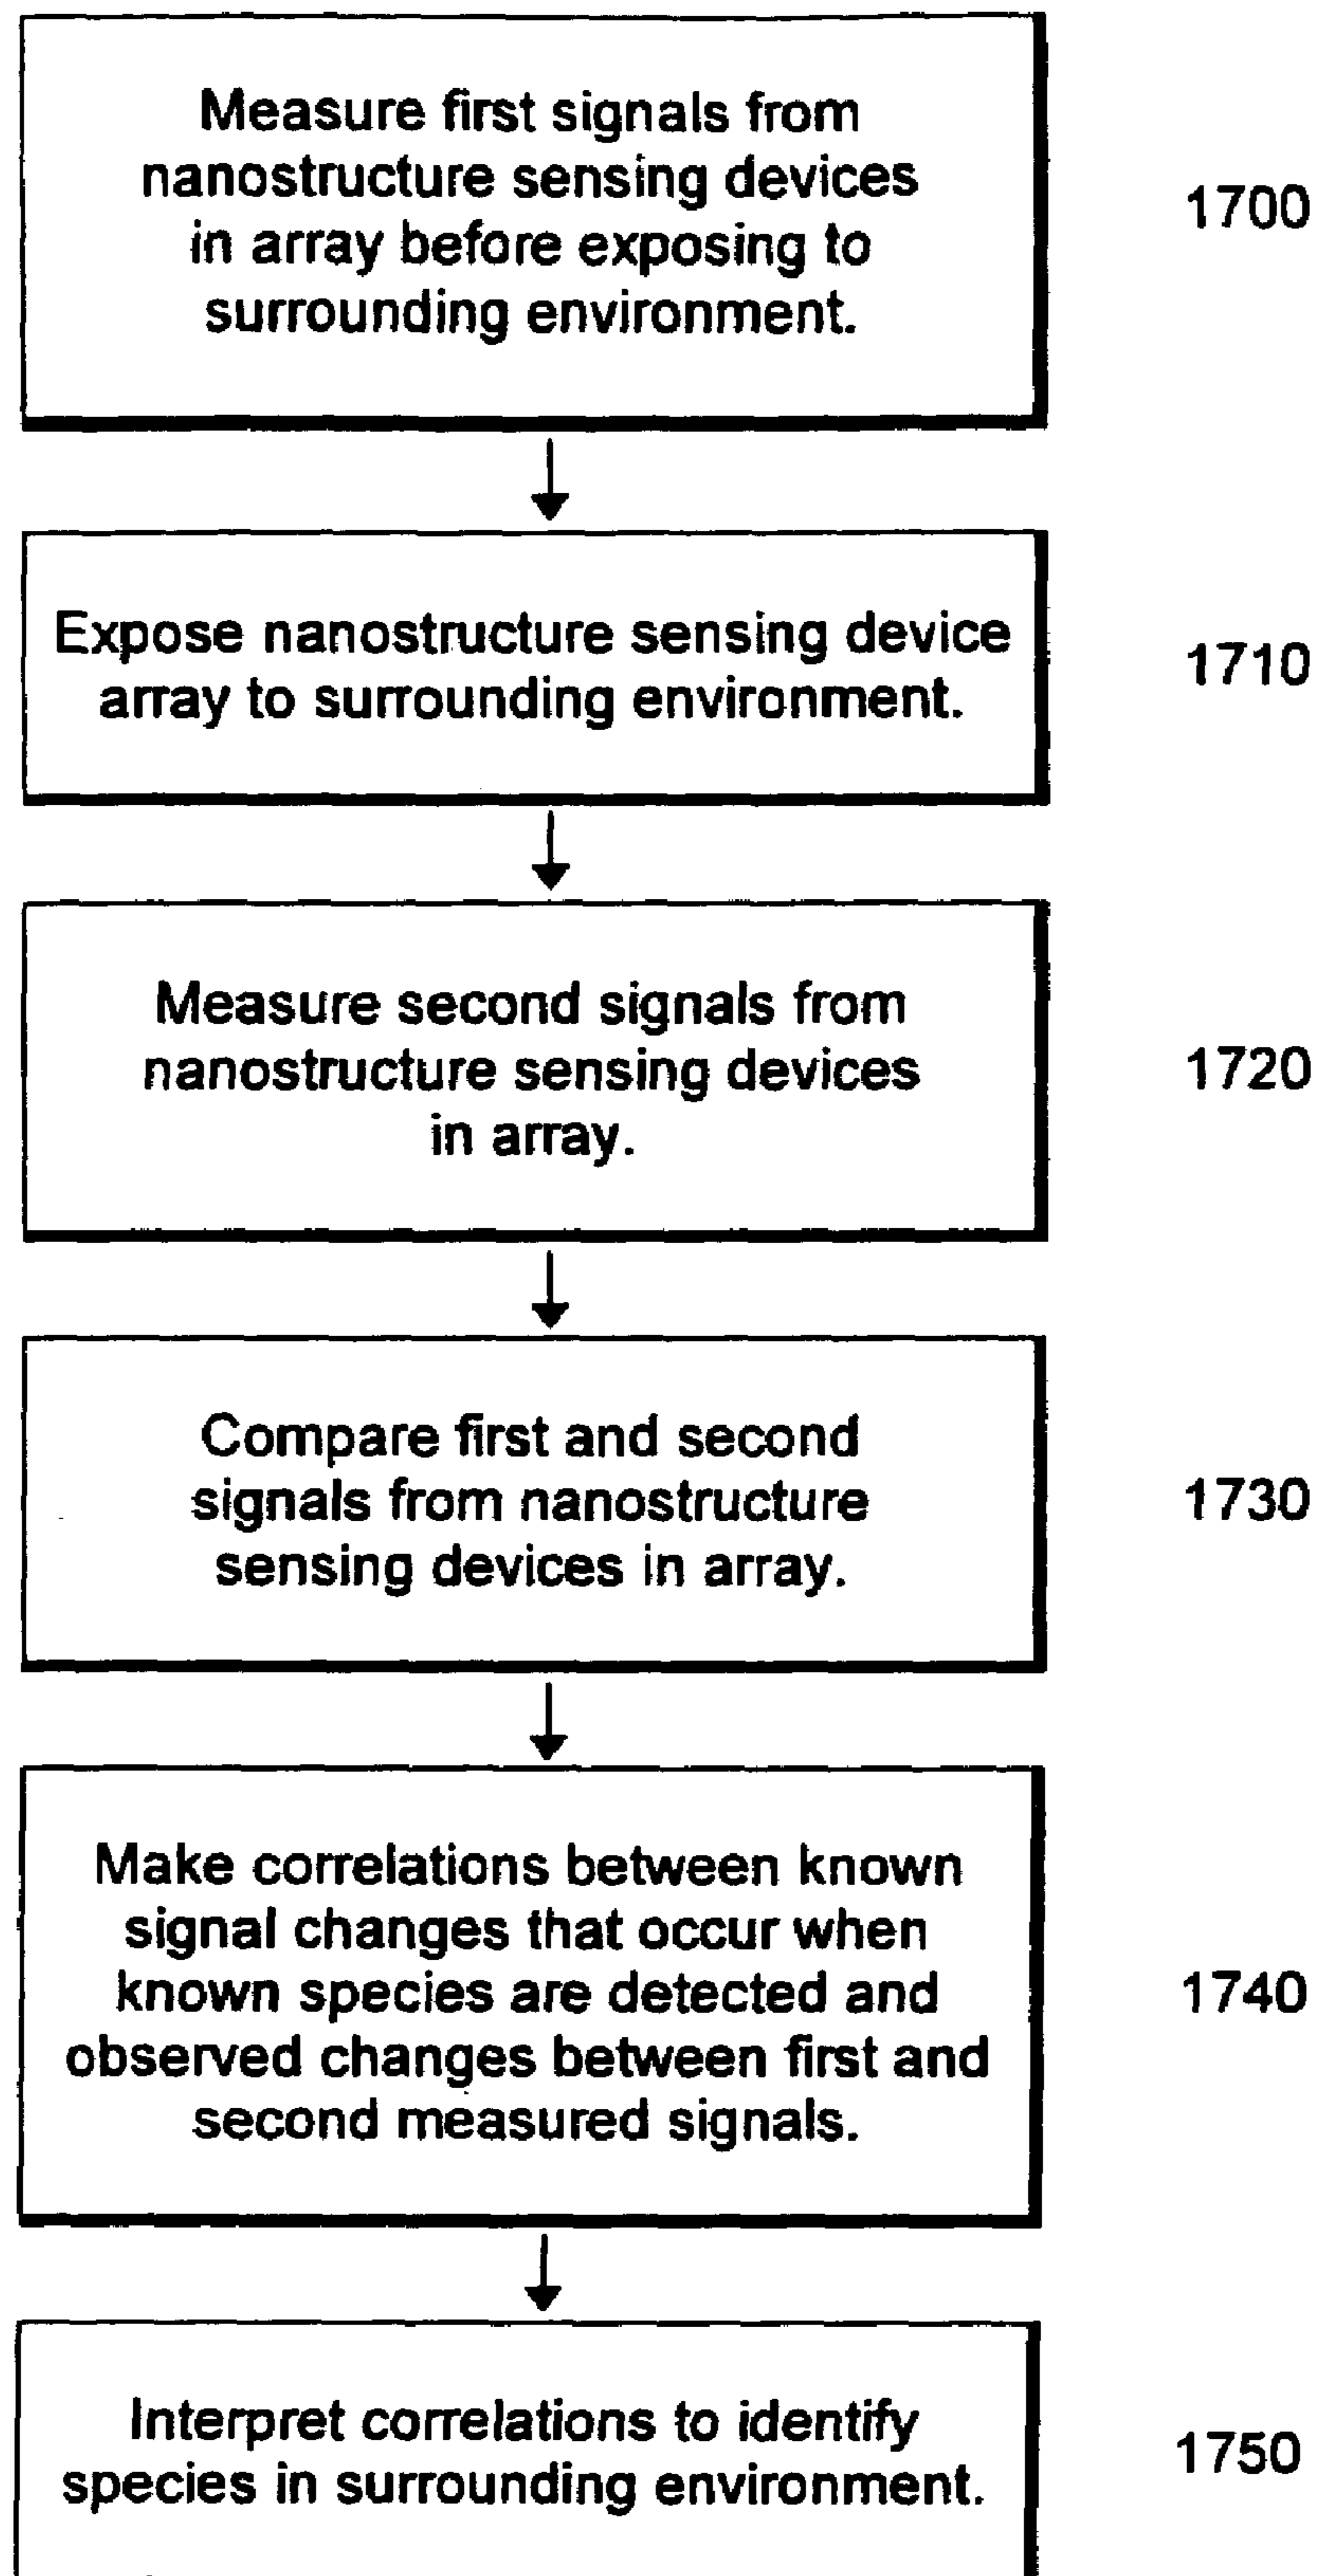 Measure first signals from
nanostructure sensing devices
in array before exposing to
surrounding environment.
1700
Expose nanostructure sensing device
array to surrounding environment.
1710
Measure second signals from
nanostructure sensing devices
in array.
1720
Compare first and second
signals from nanostructure
sensing devices in array.
1730
Make correlations between known
signal changes that occur when
known species are detected and
observed changes between first and
second measured signals.
1740
Interpret correlations to identify
species in surrounding environment.
1750